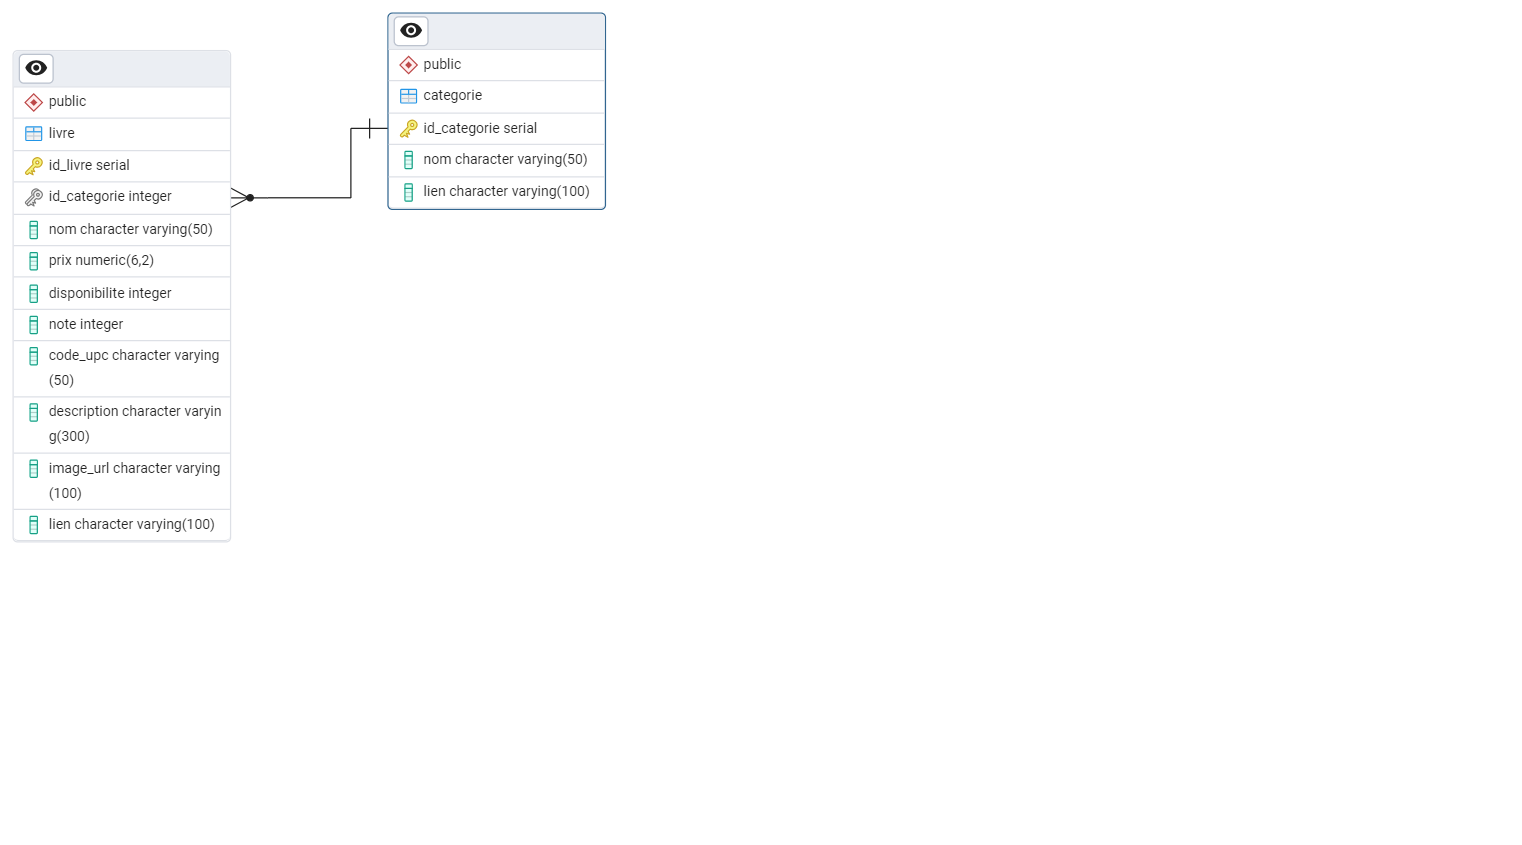 public
livre
id_livre serial
id_categorie integer
nom character varying(50)
prix numeric(6,2)
disponibilite integer
note integer
code_upc character varying
(50)
description character varyin
g(300)
image_url character varying
(100)
lien character varying(100)
public
categorie
id_categorie serial
nom character varying(50)
lien character varying(100)